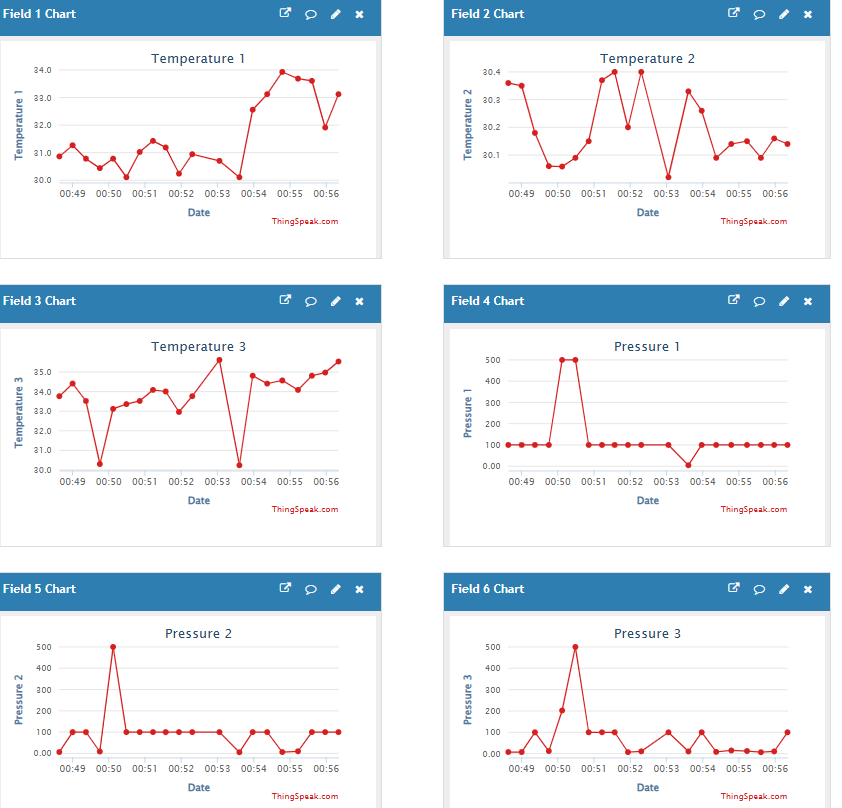 Field 1 Chart
Temperature 1
Temperature 1
34.0
33.0
32.0
31.0
30.0
00:49 00:50 00:51 00:52 00:53 00:54 00:55 00:56
Date
ThingSpeak.com
Field 2 Chart
Temperature 2
Temperature 2
30.4
30.3
30.2
30.1
00:49 00:50 00:51 00:52 00:53 00:54 00:55 00:56
Date
ThingSpeak.com
Field 3 Chart
Temperature 3
Temperature 3
35.0
34.0
33.0
32.0
31.0
30.0
00:49 00:50 00:51 00:52 00:53 00:54 00:55 00:56
Date
ThingSpeak.com
Field 4 Chart
Pressure 1
Pressure 1
500
400
300
200
100
0.00
00:49 00:50 00:51 00:52 00:53 00:54 00:55 00:56
Date
ThingSpeak.com
Field 5 Chart
Pressure 2
Pressure 2
500
400
300
200
100
0.00
00:49 00:50 00:51 00:52 00:53 00:54 00:55 00:56
Date
ThingSpeak.com
Field 6 Chart
Pressure 3
Pressure 3
500
400
300
200
100
0.00
00:49 00:50 00:51 00:52 00:53 00:54 00:55 00:56
Date
ThingSpeak.com